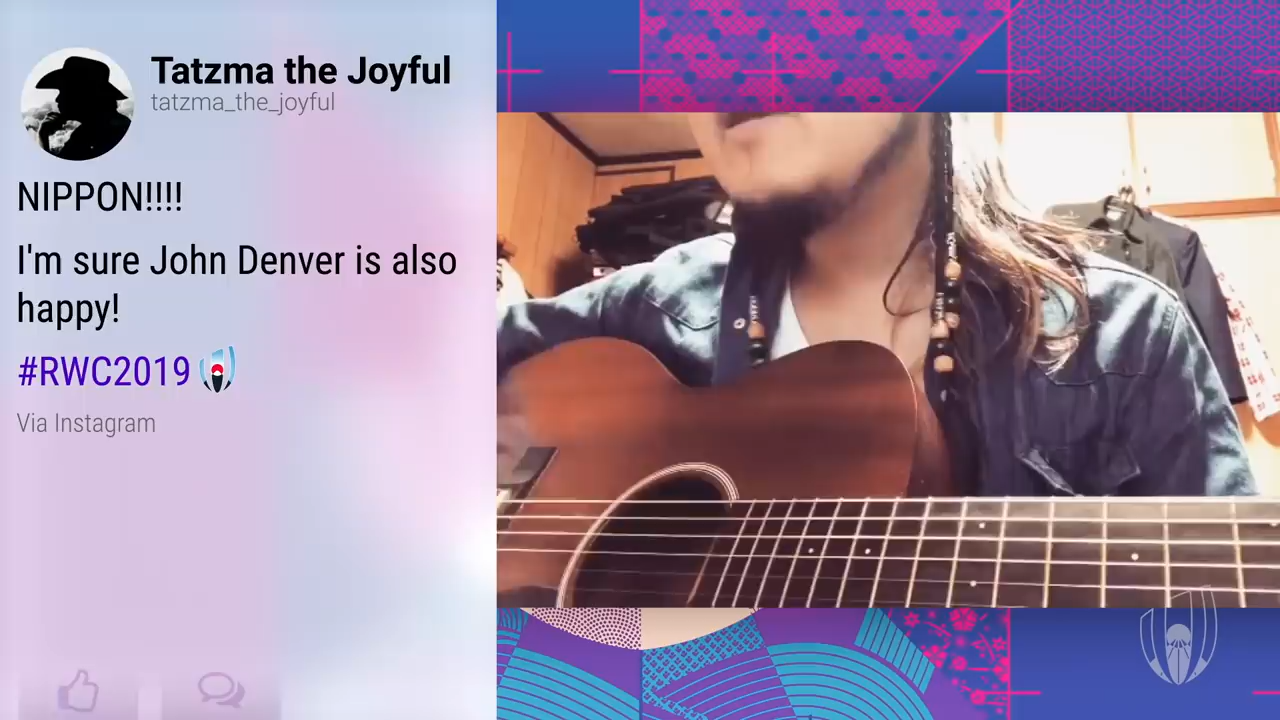 Tatzma the Joyful
tatzma_the_joyful
NIPPON!!!!
I'm sure John Denver is also
happy!
#RWC2019
Via Instagram